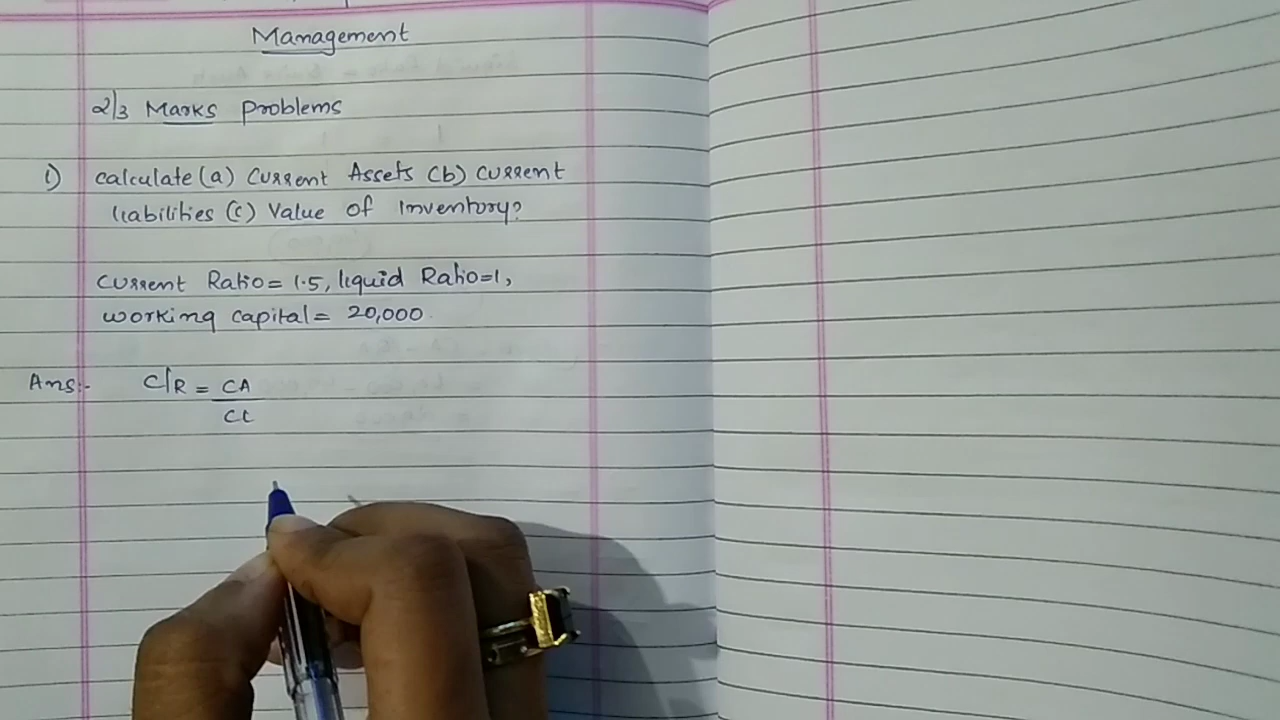 Management
2/3 Marks Problems
1) Calculate (a) Current Assets (b) Current
liabilities (c) Value of Inventory?
Current Ratio = 1.5, liquid Ratio=1,
working capital = 20,000.
Ans:- C/R = CA
CL